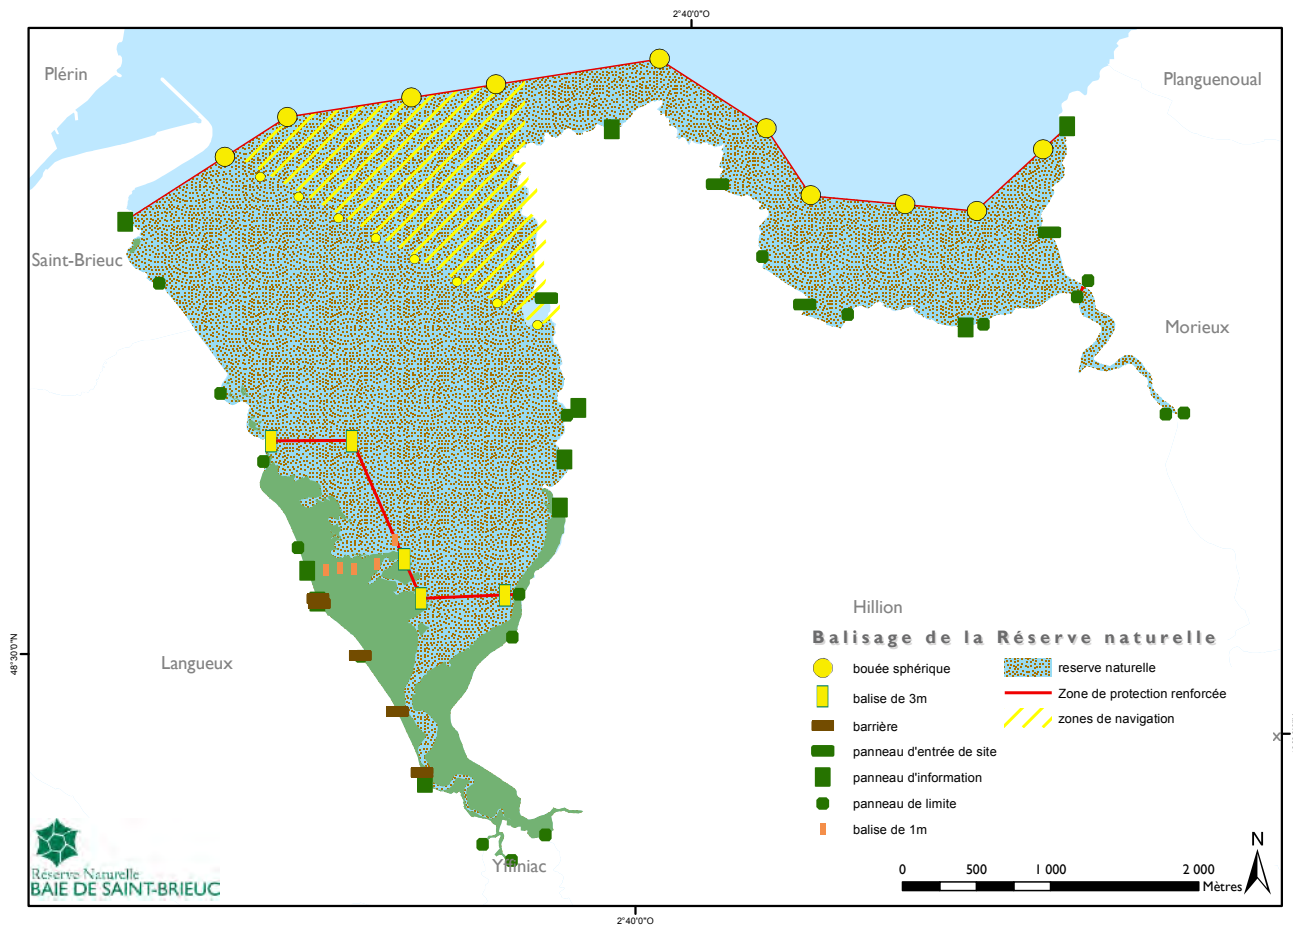 2°40'0"O
Plérin
Planguenoual
Saint-Brieuc
Morieux
Hillion
Balisage de la Réserve naturelle
bouée sphérique
reserve naturelle
balise de 3m
Zone de protection renforcée
barrière
zones de navigation
panneau d'entrée de site
panneau d'information
panneau de limite
balise de 1m
48°30'0"N
Langueux
Yffiniac
N
0 500 1 000 2 000
Mètres
Réserve Naturelle
BAIE DE SAINT-BRIEUC
2°40'0"O